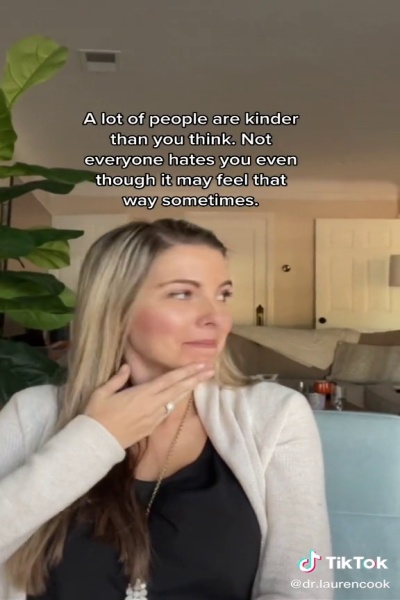 A lot of people are kinder
than you think. Not
everyone hates you even
though it may feel that
way sometimes.
TikTok
@dr.laurencook